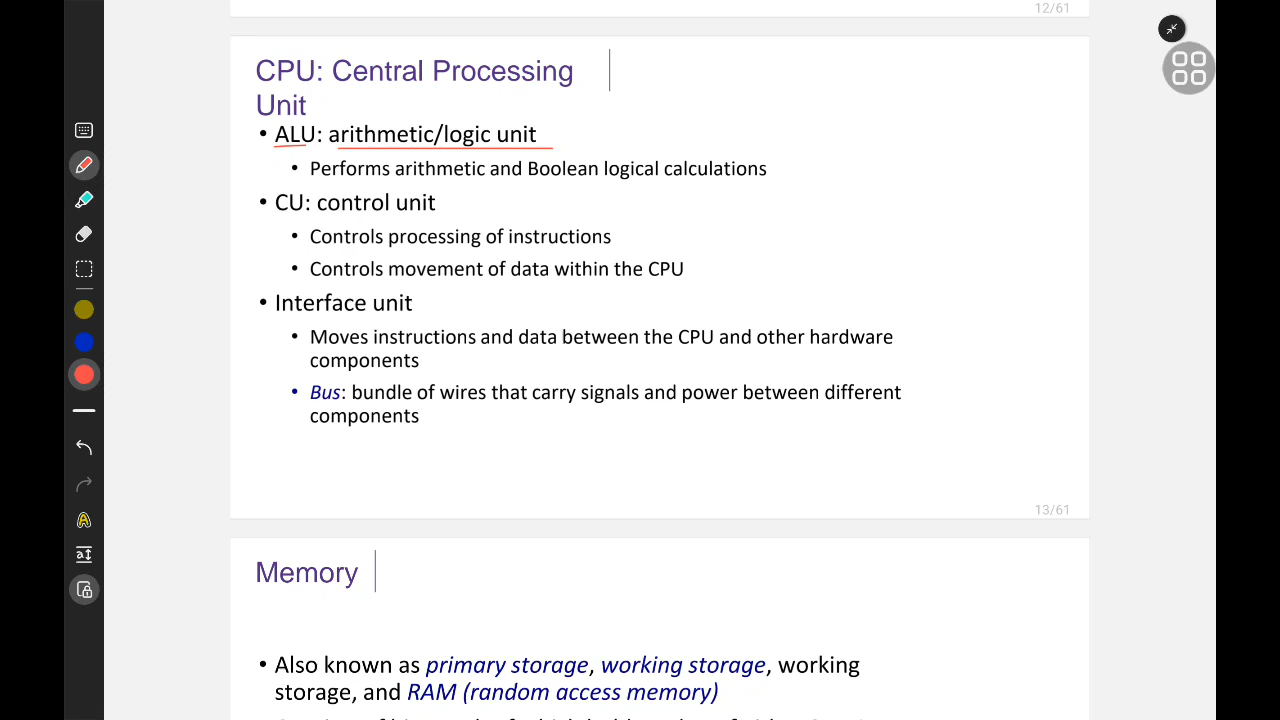 12/61
CPU: Central Processing
Unit
• ALU: arithmetic/logic unit
• Performs arithmetic and Boolean logical calculations
• CU: control unit
• Controls processing of instructions
• Controls movement of data within the CPU
• Interface unit
• Moves instructions and data between the CPU and other hardware
components
• Bus: bundle of wires that carry signals and power between different
components
13/61
Memory
• Also known as primary storage, working storage, working
storage, and RAM (random access memory)